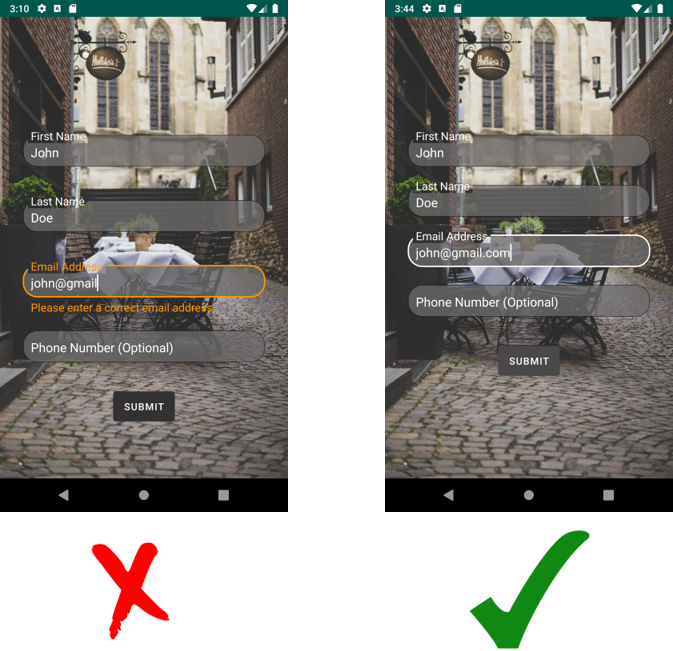 3:10
First Name
John
Last Name
Doe
Email Address
john@gmail
Please enter a correct email address
Phone Number (Optional)
SUBMIT
3:44
First Name
John
Last Name
Doe
Email Address
john@gmail.com
Phone Number (Optional)
SUBMIT